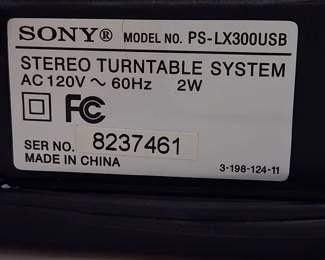 SONY® MODEL NO. PS-LX300USB
STEREO TURNTABLE SYSTEM
AC 120V ~ 60Hz 2W
FC
SER NO. 8237461
MADE IN CHINA 3-198-124-11